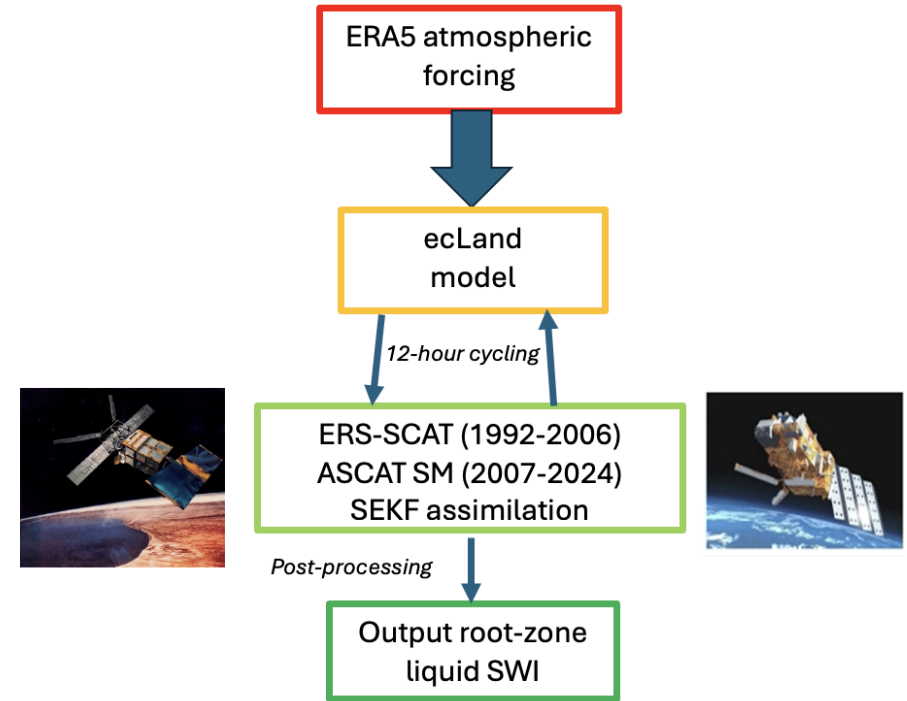 ERA5 atmospheric
forcing
ecLand
model
12-hour cycling
ERS-SCAT (1992-2006)
ASCAT SM (2007-2024)
SEKF assimilation
Post-processing
Output root-zone
liquid SWI